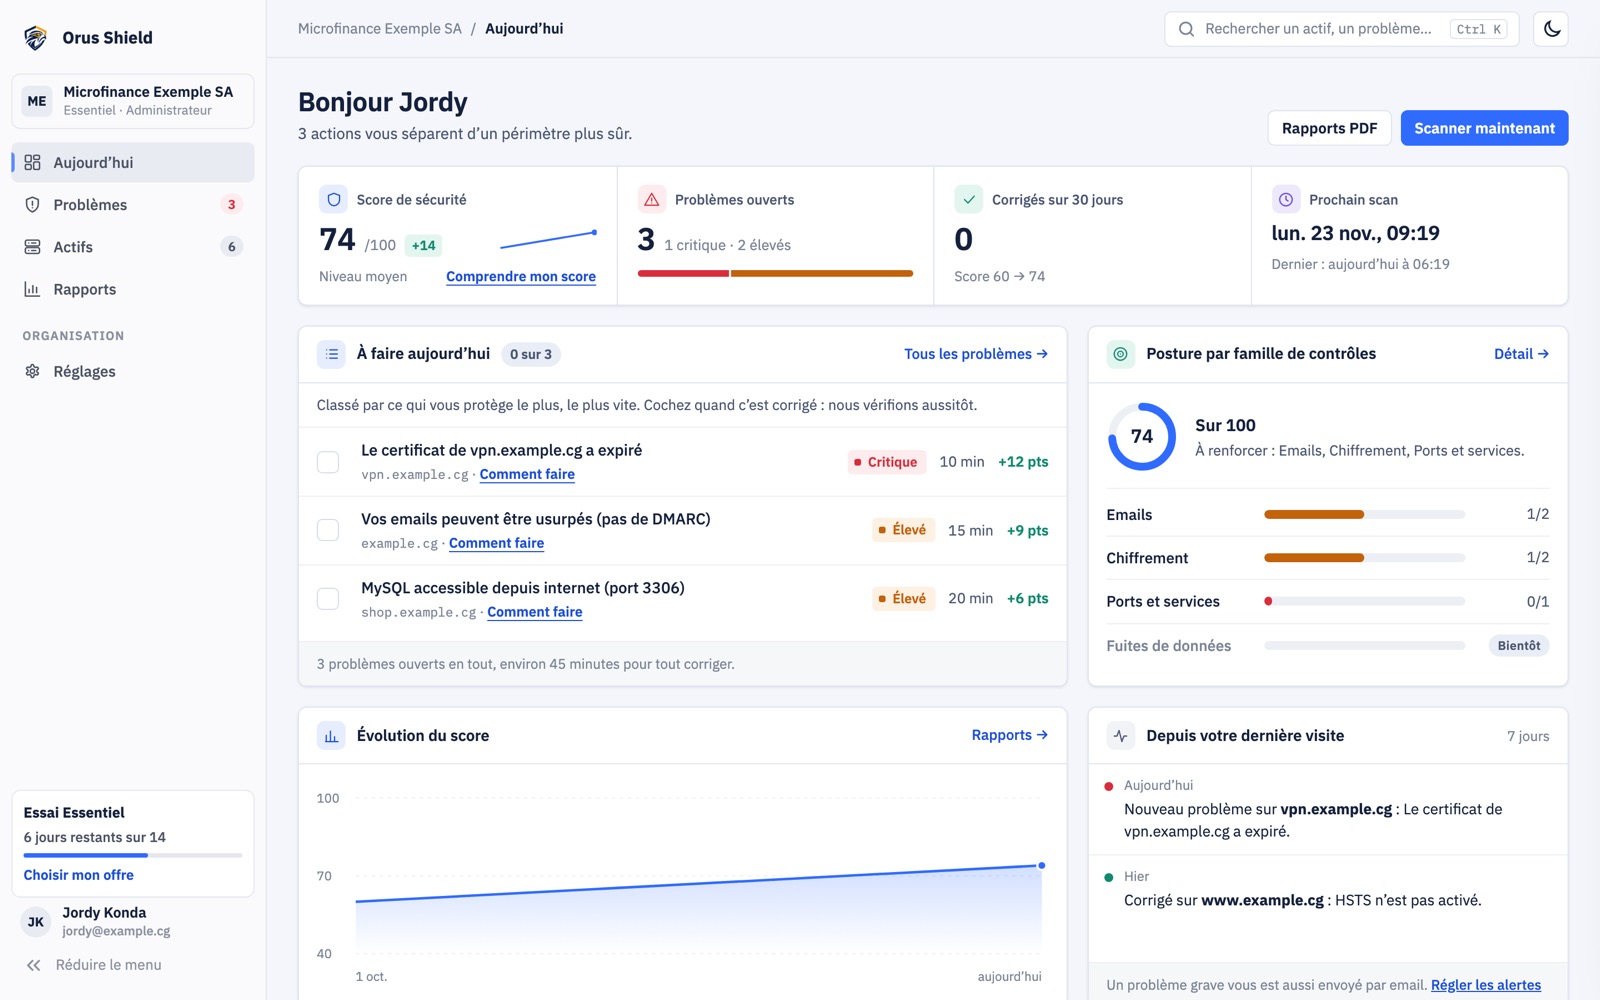 Orus Shield
ME
Microfinance Exemple SA
Essentiel · Administrateur
Aujourd’hui
Problèmes 3
Actifs 6
Rapports
ORGANISATION
Réglages
Essai Essentiel
6 jours restants sur 14
Choisir mon offre
JK
Jordy Konda
jordy@example.cg
Réduire le menu
Microfinance Exemple SA / Aujourd’hui
Rechercher un actif, un problème... Ctrl K
Bonjour Jordy
3 actions vous séparent d’un périmètre plus sûr.
Rapports PDF
Scanner maintenant
Score de sécurité
74 /100 +14
Niveau moyen
Comprendre mon score
Problèmes ouverts
3 1 critique · 2 élevés
Corrigés sur 30 jours
0
Score 60 → 74
Prochain scan
lun. 23 nov., 09:19
Dernier : aujourd’hui à 06:19
À faire aujourd’hui 0 sur 3
Tous les problèmes →
Classé par ce qui vous protège le plus, le plus vite. Cochez quand c’est corrigé : nous vérifions aussitôt.
Le certificat de vpn.example.cg a expiré
vpn.example.cg · Comment faire
Critique 10 min +12 pts
Vos emails peuvent être usurpés (pas de DMARC)
example.cg · Comment faire
Élevé 15 min +9 pts
MySQL accessible depuis internet (port 3306)
shop.example.cg · Comment faire
Élevé 20 min +6 pts
3 problèmes ouverts en tout, environ 45 minutes pour tout corriger.
Posture par famille de contrôles
Détail →
74
Sur 100
À renforcer : Emails, Chiffrement, Ports et services.
Emails 1/2
Chiffrement 1/2
Ports et services 0/1
Fuites de données Bientôt
Évolution du score
Rapports →
100
70
40
1 oct.
aujourd’hui
Depuis votre dernière visite
7 jours
Aujourd’hui
Nouveau problème sur vpn.example.cg : Le certificat de
vpn.example.cg a expiré.
Hier
Corrigé sur www.example.cg : HSTS n’est pas activé.
Un problème grave vous est aussi envoyé par email. Régler les alertes